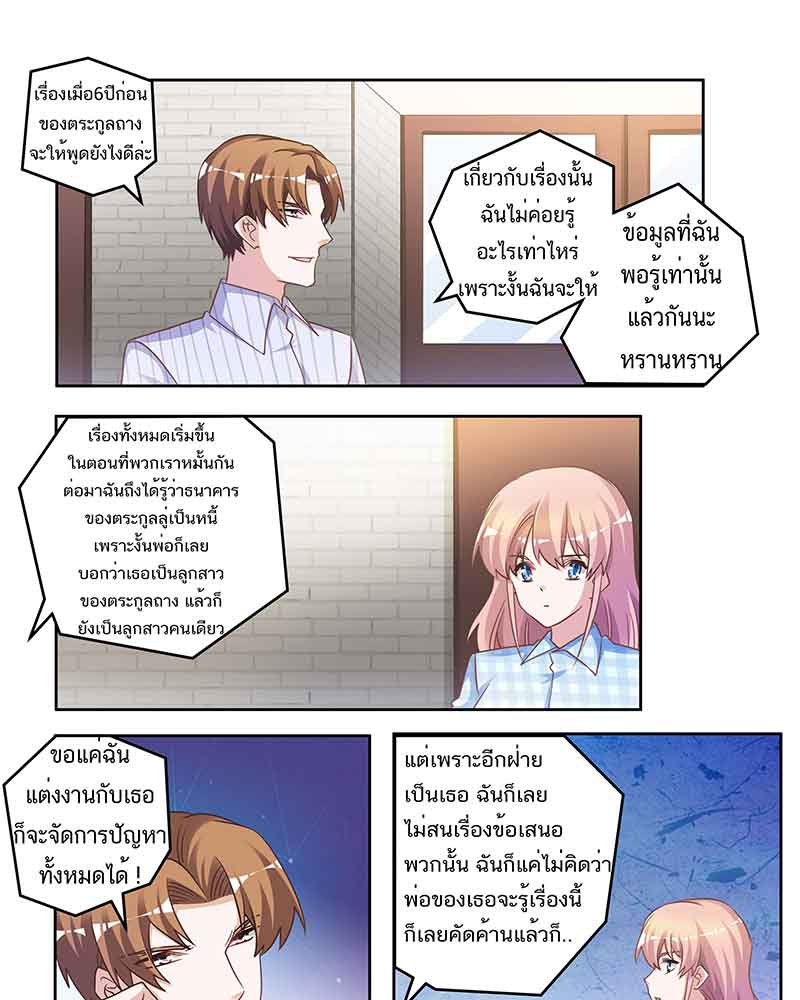 เรื่องเมื่อ6ปีก่อน
ของตระกูลถาง
จะให้พูดยังไงดีล่ะ
เกี่ยวกับเรื่องนั้น
ฉันไม่ค่อยรู้
อะไรเท่าไหร่
เพราะงั้นฉันจะให้
ข้อมูลที่ฉัน
พอรู้เท่านั้น
แล้วกันนะ
หรานหราน
เรื่องทั้งหมดเริ่มขึ้น
ในตอนที่พวกเราหมั้นกัน
ต่อมาฉันถึงได้รู้ว่าธนาคาร
ของตระกูลลู่เป็นหนี้
เพราะงั้นพ่อก็เลย
บอกว่าเธอเป็นลูกสาว
ของตระกูลถาง แล้วก็
ยังเป็นลูกสาวคนเดียว
ขอแค่ฉัน
แต่งงานกับเธอ
ก็จะจัดการปัญหา
ทั้งหมดได้ !
แต่เพราะอีกฝ่าย
เป็นเธอ ฉันก็เลย
ไม่สนเรื่องข้อเสนอ
พวกนั้น ฉันก็แค่ไม่คิดว่า
พ่อของเธอจะรู้เรื่องนี้
ก็เลยคัดค้านแล้วก็..